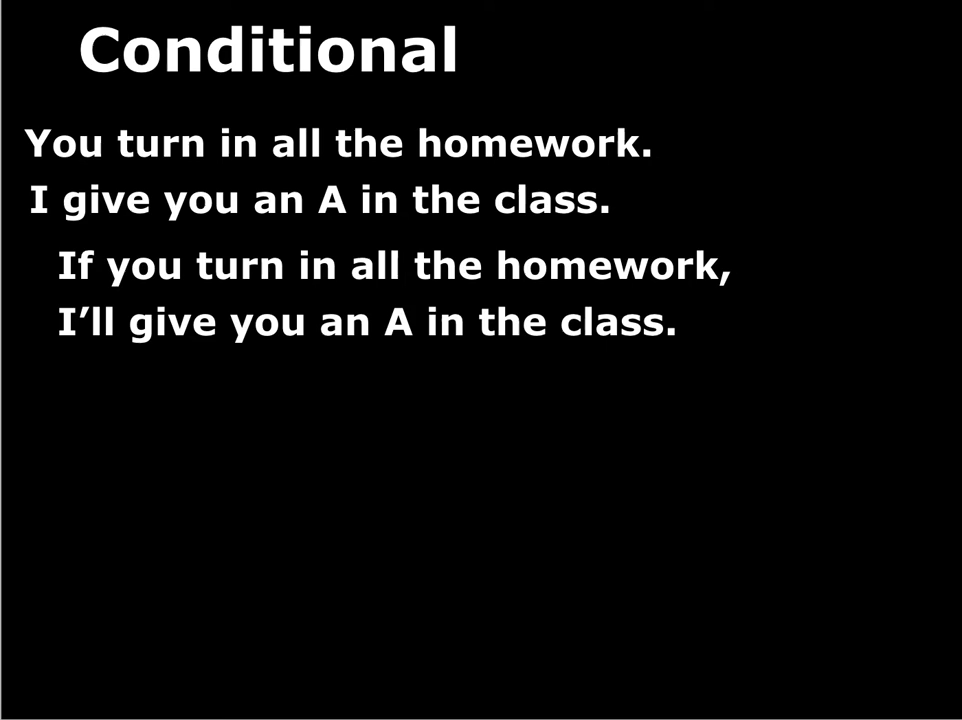 Conditional
You turn in all the homework.
I give you an A in the class.
If you turn in all the homework,
I’ll give you an A in the class.